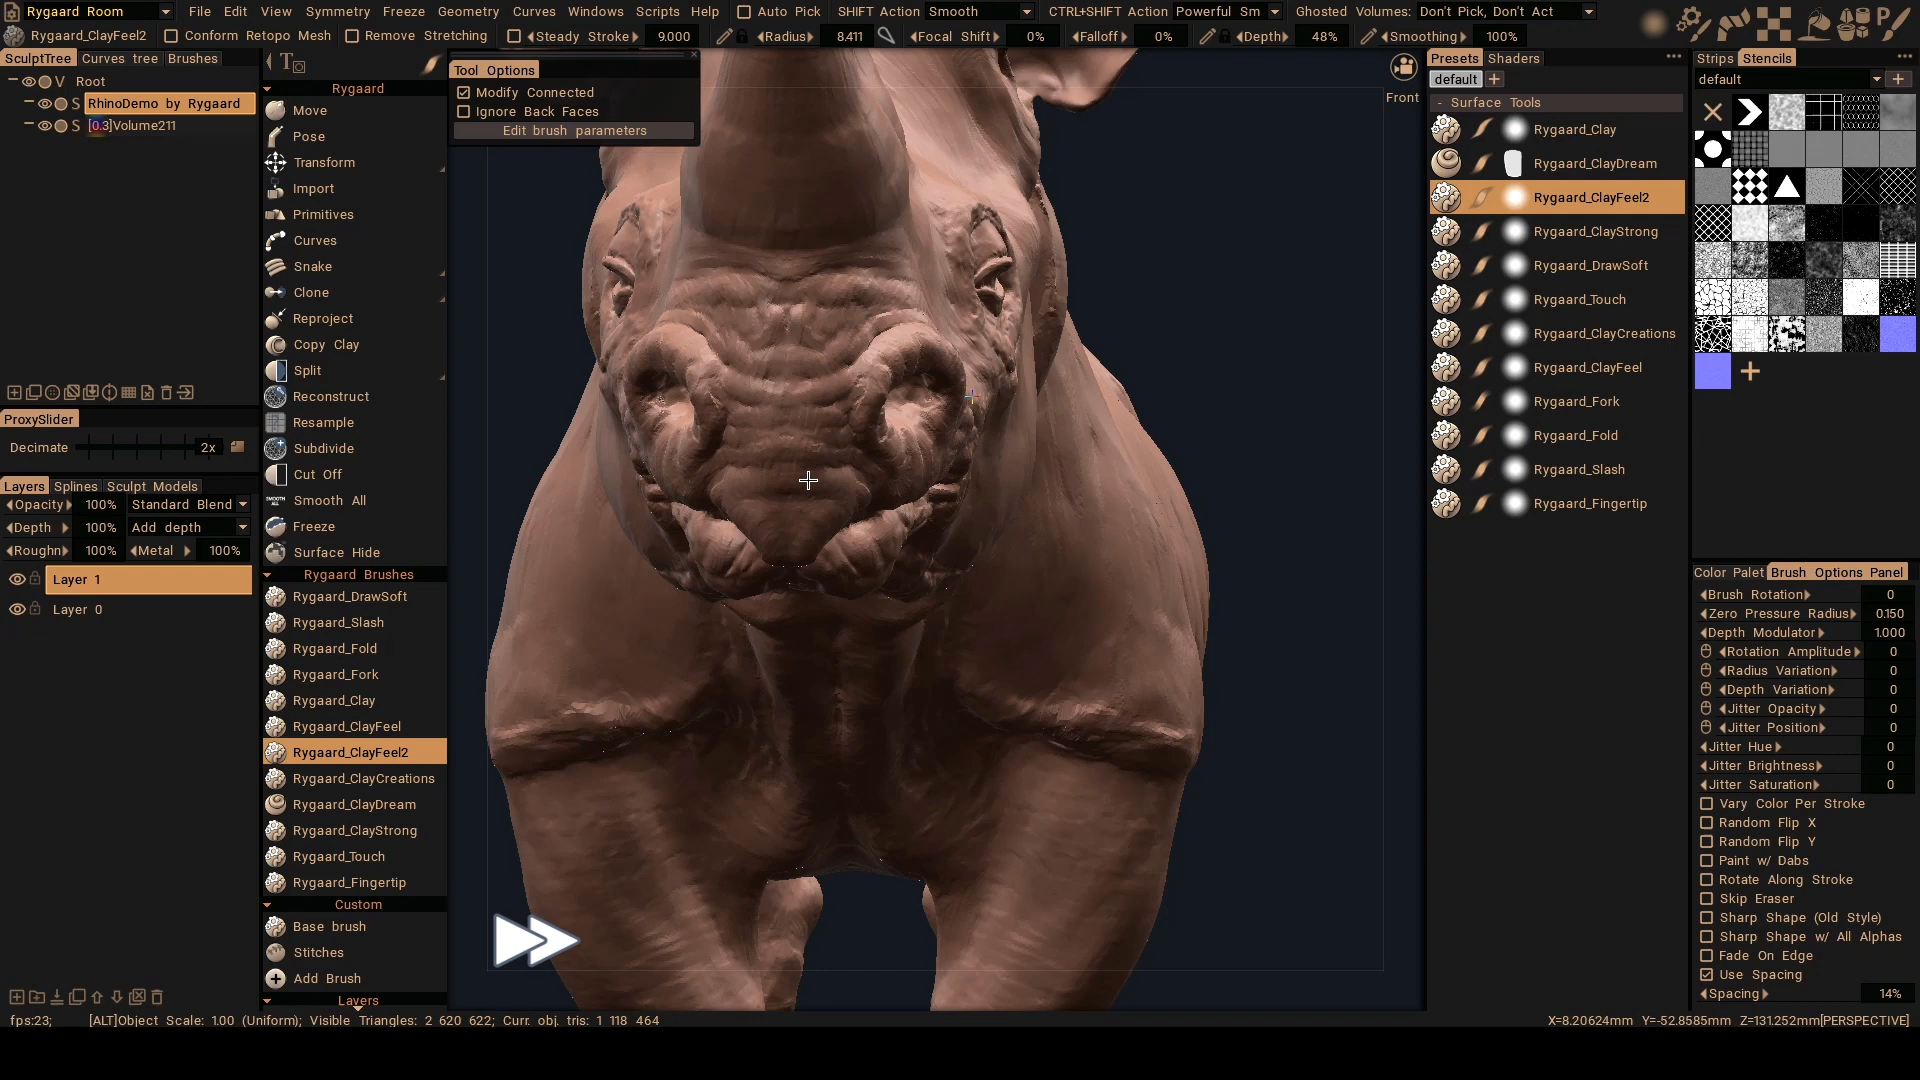 Rygaard Room File Edit View Symmetry Freeze Geometry Curves Windows Scripts Help Auto Pick SHIFT Action Smooth CTRL+SHIFT Action Powerful Sm Ghosted Volumes: Don't Pick, Don't Act
Rygaard_ClayFeel2 Conform Retopo Mesh Remove Stretching Steady Stroke 9.000 Radius 8.411 Focal Shift 0% Falloff 0% Depth 48% Smoothing 100%
SculptTree Curves tree Brushes
V Root
S RhinoDemo by Rygaard
S [0.3]Volume211
ProxySlider
Decimate 2x
Layers Splines Sculpt Models
Opacity 100% Standard Blend
Depth 100% Add depth
Roughn 100% Metal 100%
Layer 1
Layer 0
Rygaard
Move
Pose
Transform
Import
Primitives
Curves
Snake
Clone
Reproject
Copy Clay
Split
Reconstruct
Resample
Subdivide
Cut Off
SMOOTH ALL Smooth All
Freeze
Surface Hide
Rygaard Brushes
Rygaard_DrawSoft
Rygaard_Slash
Rygaard_Fold
Rygaard_Fork
Rygaard_Clay
Rygaard_ClayFeel
Rygaard_ClayFeel2
Rygaard_ClayCreations
Rygaard_ClayDream
Rygaard_ClayStrong
Rygaard_Touch
Rygaard_Fingertip
Custom
Base brush
Stitches
Add Brush
Layers
Tool Options
Modify Connected
Ignore Back Faces
Edit brush parameters
Front
Presets Shaders
default
- Surface Tools
Rygaard_Clay
Rygaard_ClayDream
Rygaard_ClayFeel2
Rygaard_ClayStrong
Rygaard_DrawSoft
Rygaard_Touch
Rygaard_ClayCreations
Rygaard_ClayFeel
Rygaard_Fork
Rygaard_Fold
Rygaard_Slash
Rygaard_Fingertip
Strips Stencils
default
Color Palet Brush Options Panel
Brush Rotation 0
Zero Pressure Radius 0.150
Depth Modulator 1.000
Rotation Amplitude 0
Radius Variation 0
Depth Variation 0
Jitter Opacity 0
Jitter Position 0
Jitter Hue 0
Jitter Brightness 0
Jitter Saturation 0
Vary Color Per Stroke
Random Flip X
Random Flip Y
Paint w/ Dabs
Rotate Along Stroke
Skip Eraser
Sharp Shape (Old Style)
Sharp Shape w/ All Alphas
Fade On Edge
Use Spacing
Spacing 14%
fps:23; [ALT]Object Scale: 1.00 (Uniform); Visible Triangles: 2 620 622; Curr. obj. tris: 1 118 464 X=8.20624mm Y=-52.8585mm Z=131.252mm[PERSPECTIVE]